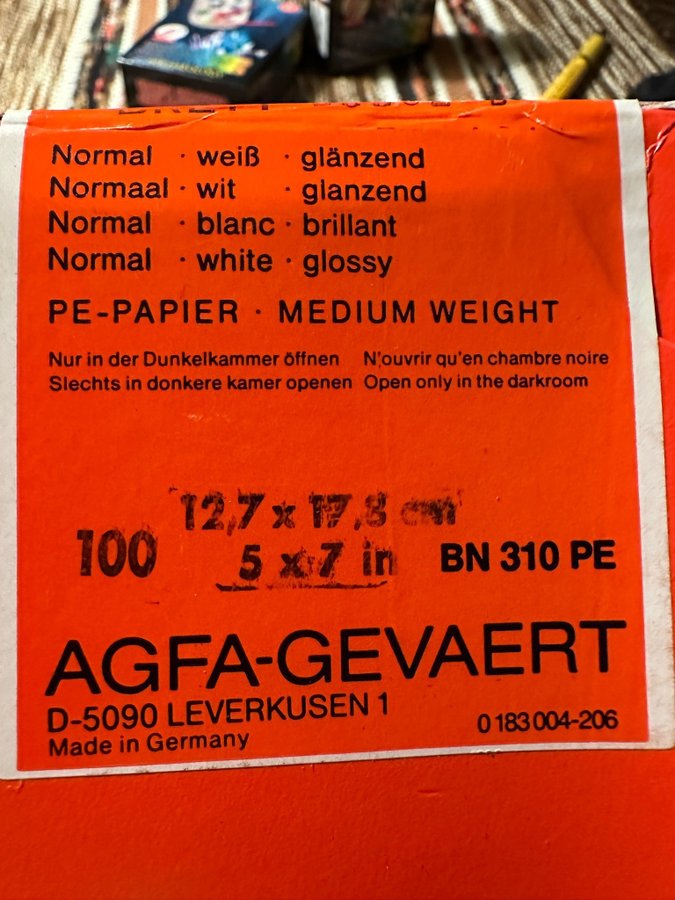 Normal · weiß · glänzend
Normaal · wit · glanzend
Normal · blanc · brillant
Normal · white · glossy
PE-PAPIER · MEDIUM WEIGHT
Nur in der Dunkelkammer öffnen N'ouvrir qu'en chambre noire
Slechts in donkere kamer openen Open only in the darkroom
12,7 x 17,8 cm
100 5 x 7 in BN 310 PE
AGFA-GEVAERT
D-5090 LEVERKUSEN 1
Made in Germany 0 183 004-206